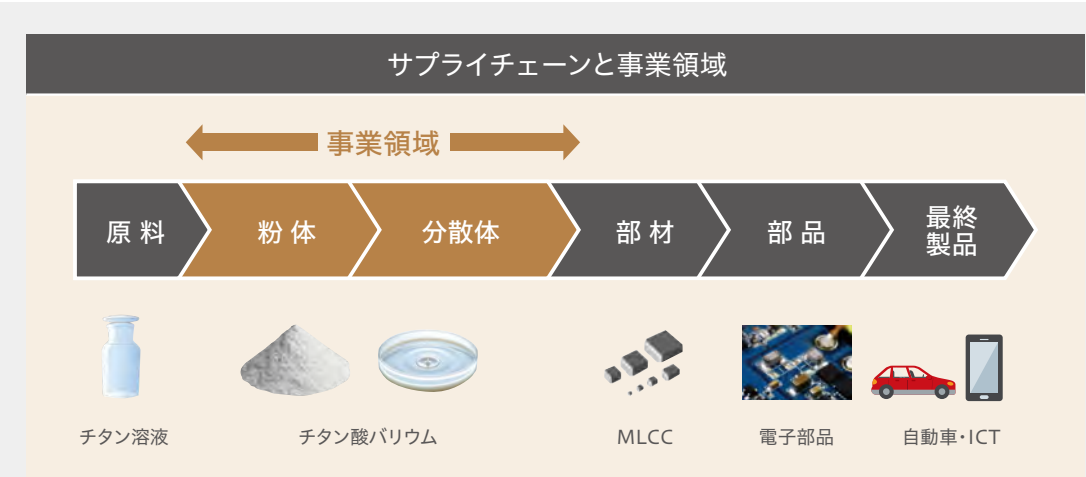 サプライチェーンと事業領域
事業領域
原料
粉体
分散体
部材
部品
最終
製品
チタン溶液
チタン酸バリウム
MLCC
電子部品
自動車・ICT